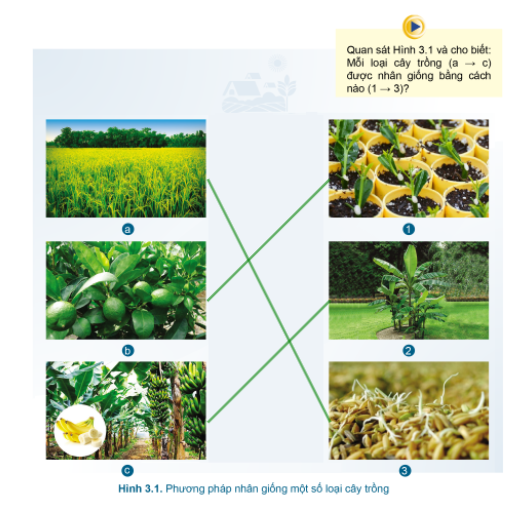 Quan sát Hình 3.1 và cho biết:
Mỗi loại cây trồng (a → c)
được nhân giống bằng cách
nào (1 → 3)?
a
1
b
2
c
3
Hình 3.1. Phương pháp nhân giống một số loại cây trồng